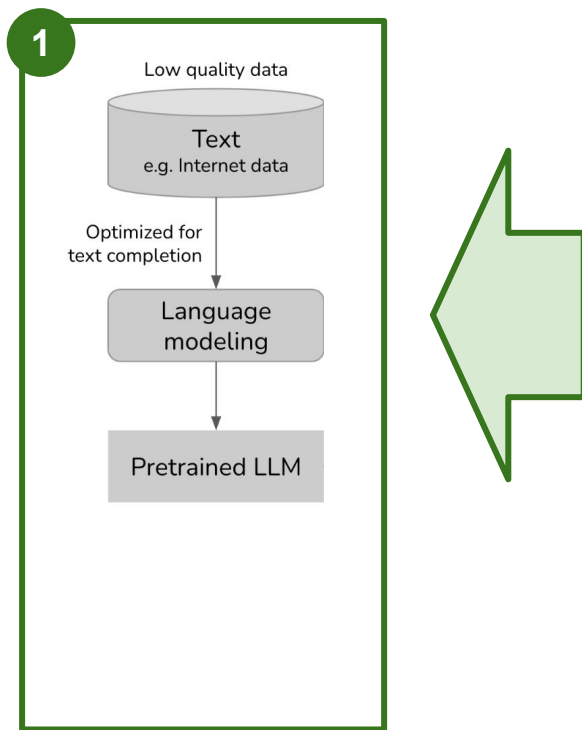 1
Low quality data
Text
e.g. Internet data
Optimized for
text completion
Language
modeling
Pretrained LLM